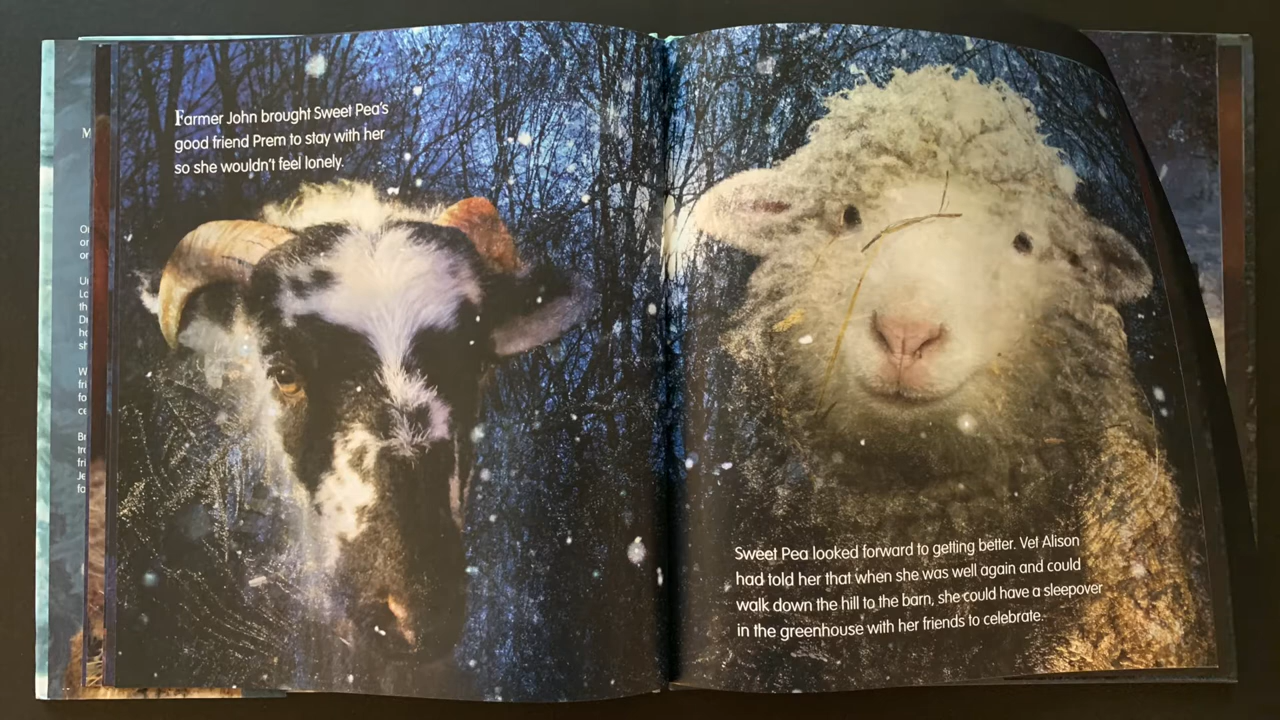 Farmer John brought Sweet Pea's
good friend Prem to stay with her
so she wouldn't feel lonely.
Sweet Pea looked forward to getting better. Vet Alison
had told her that when she was well again and could
walk down the hill to the barn, she could have a sleepover
in the greenhouse with her friends to celebrate.